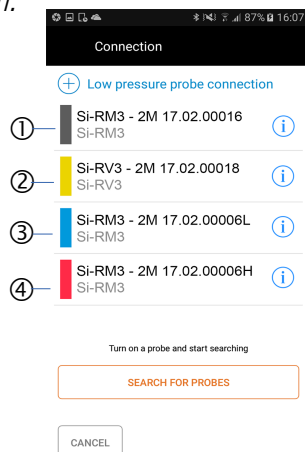 16:07
87%
Connection
Low pressure probe connection
① Si-RM3 - 2M 17.02.00016
Si-RM3
② Si-RV3 - 2M 17.02.00018
Si-RV3
③ Si-RM3 - 2M 17.02.00006L
Si-RM3
④ Si-RM3 - 2M 17.02.00006H
Si-RM3
Turn on a probe and start searching
SEARCH FOR PROBES
CANCEL